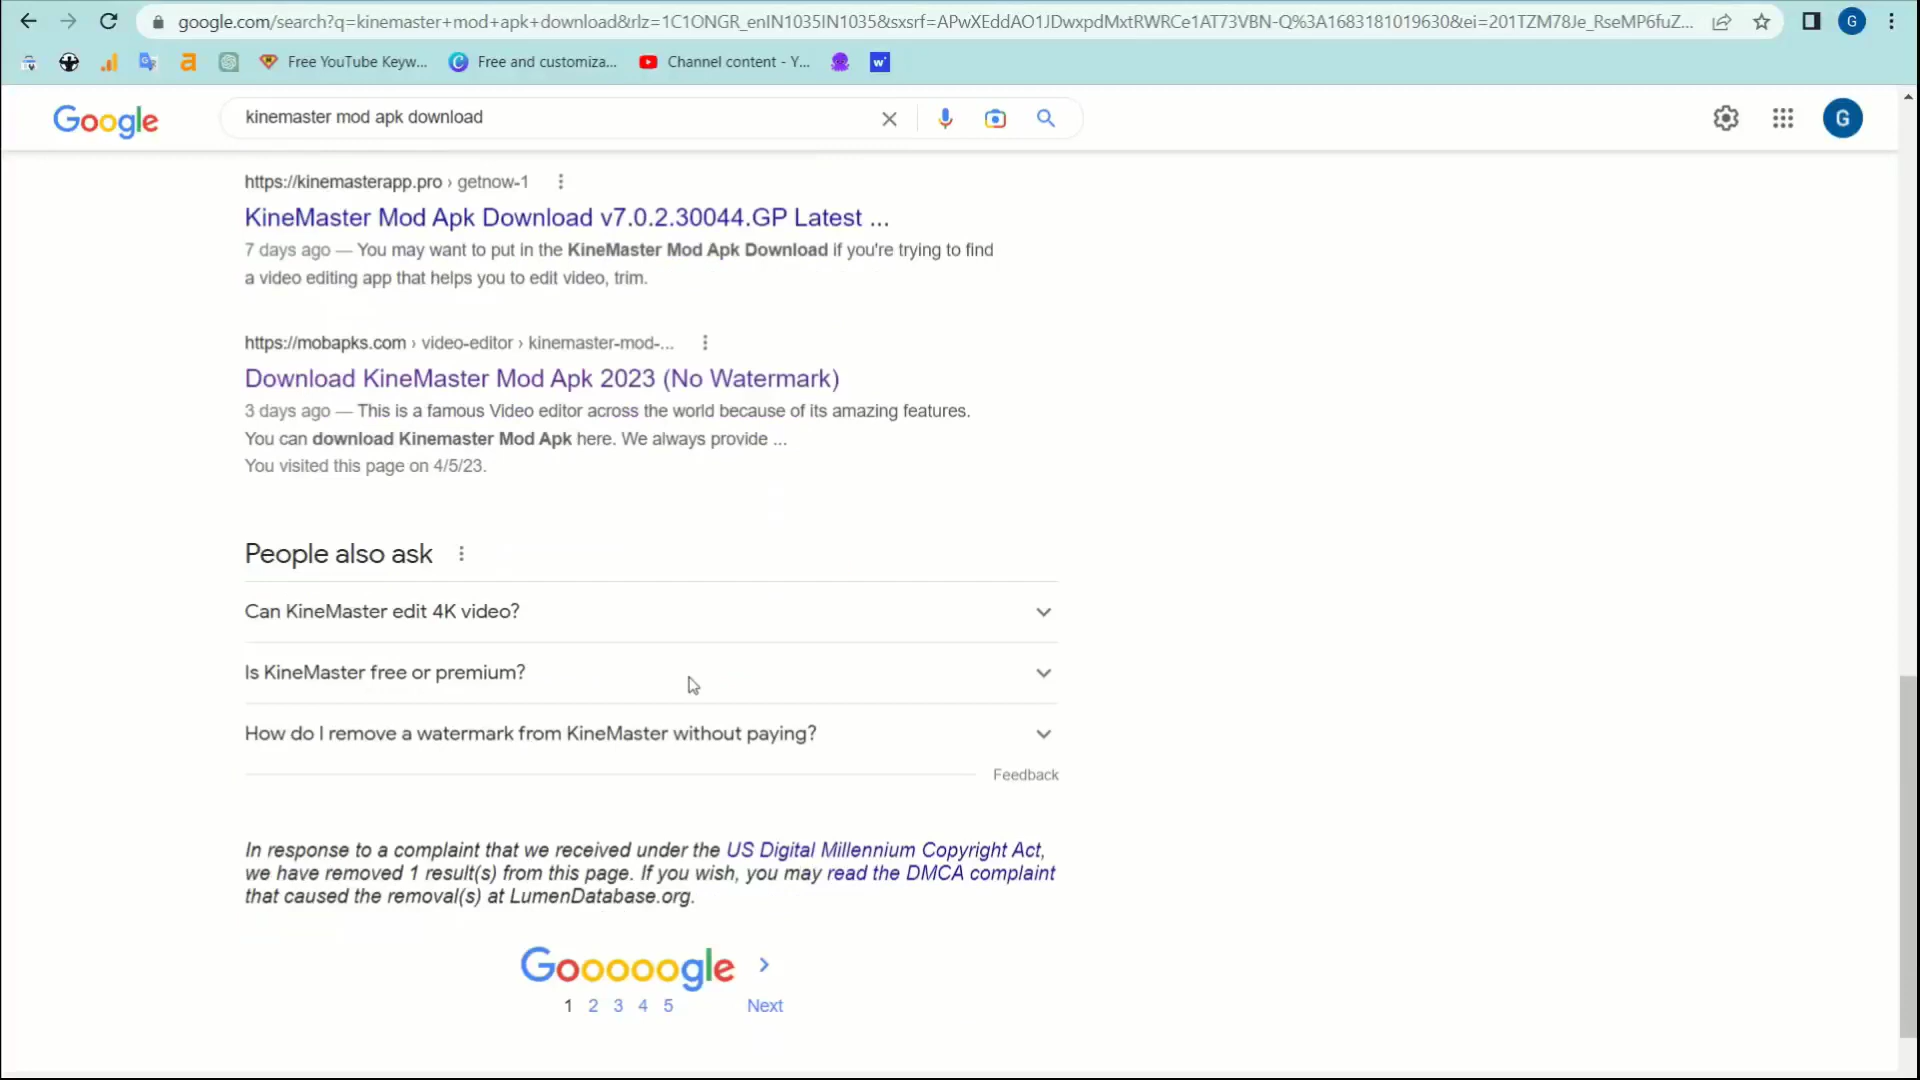 google.com/search?q=kinemaster+mod+apk+download&rlz=1C1ONGR_enIN1035IN1035&sxsrf=APwXEddAO1JDwxpdMxtRWRCe1AT73VBN-Q%3A1683181019630&ei=201TZM78Je_RseMP6fuZ...
G
a
Free YouTube Keyw...
C
Free and customiza...
Channel content - Y...
w
Google
kinemaster mod apk download
G
https://kinemasterapp.pro › getnow-1
KineMaster Mod Apk Download v7.0.2.30044.GP Latest ...
7 days ago — You may want to put in the KineMaster Mod Apk Download if you're trying to find
a video editing app that helps you to edit video, trim.
https://mobapks.com › video-editor › kinemaster-mod-...
Download KineMaster Mod Apk 2023 (No Watermark)
3 days ago — This is a famous Video editor across the world because of its amazing features.
You can download Kinemaster Mod Apk here. We always provide ...
You visited this page on 4/5/23.
People also ask
Can KineMaster edit 4K video?
Is KineMaster free or premium?
How do I remove a watermark from KineMaster without paying?
Feedback
In response to a complaint that we received under the US Digital Millennium Copyright Act,
we have removed 1 result(s) from this page. If you wish, you may read the DMCA complaint
that caused the removal(s) at LumenDatabase.org.
Gooooogle >
1 2 3 4 5 Next